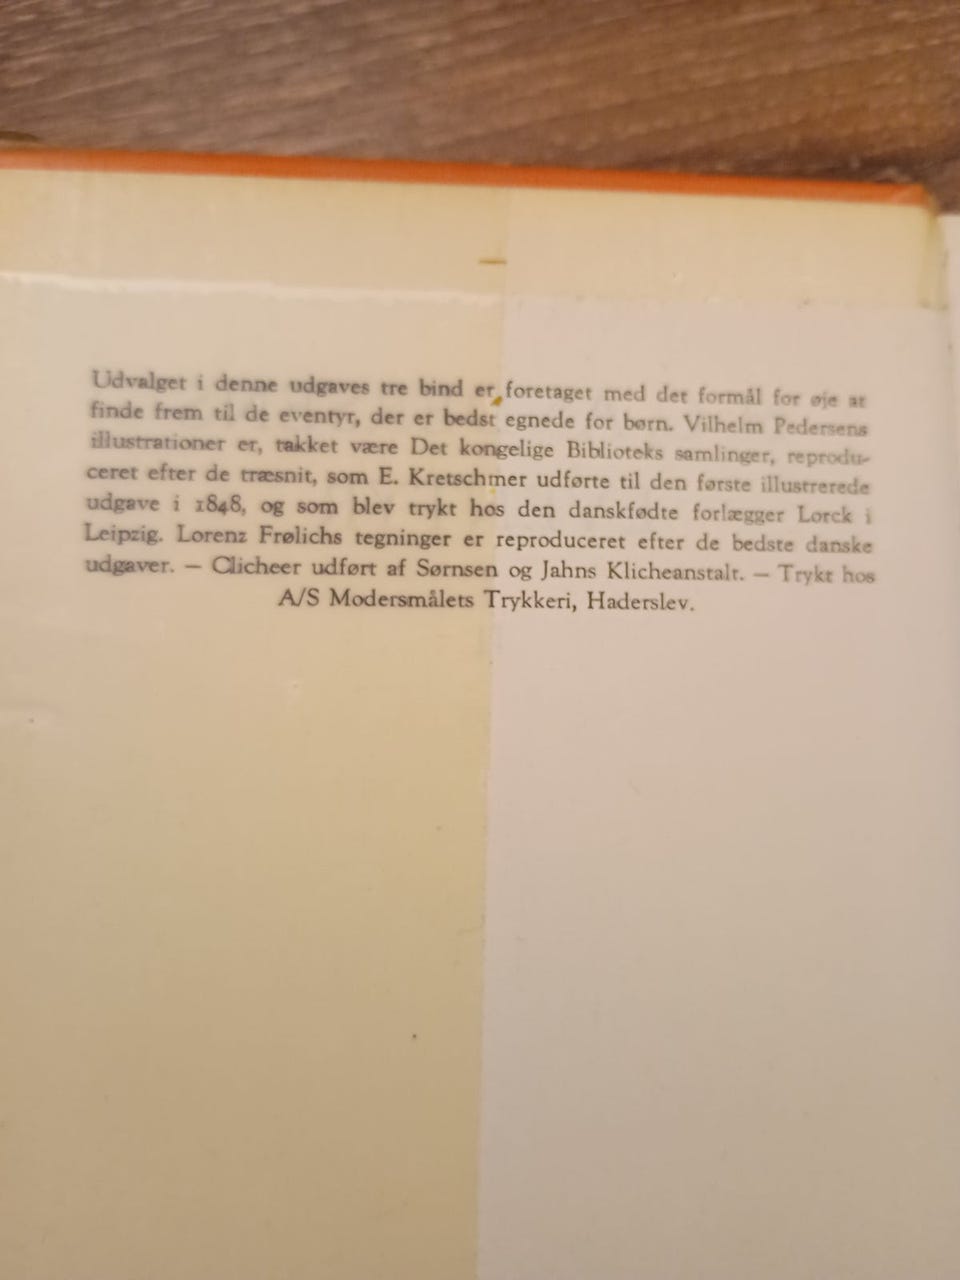 Udvalget i denne udgaves tre bind er foretaget med det formål for øje at
finde frem til de eventyr, der er bedst egnede for børn. Vilhelm Pedersens
illustrationer er, takket være Det kongelige Biblioteks samlinger, reprodu-
ceret efter de træsnit, som E. Kretschmer udførte til den første illustrerede
udgave i 1848, og som blev trykt hos den danskfødte forlægger Lorck i
Leipzig. Lorenz Frølichs tegninger er reproduceret efter de bedste danske
udgaver. — Clicheer udført af Sørnsen og Jahns Klicheanstalt. — Trykt hos
A/S Modersmålets Trykkeri, Haderslev.